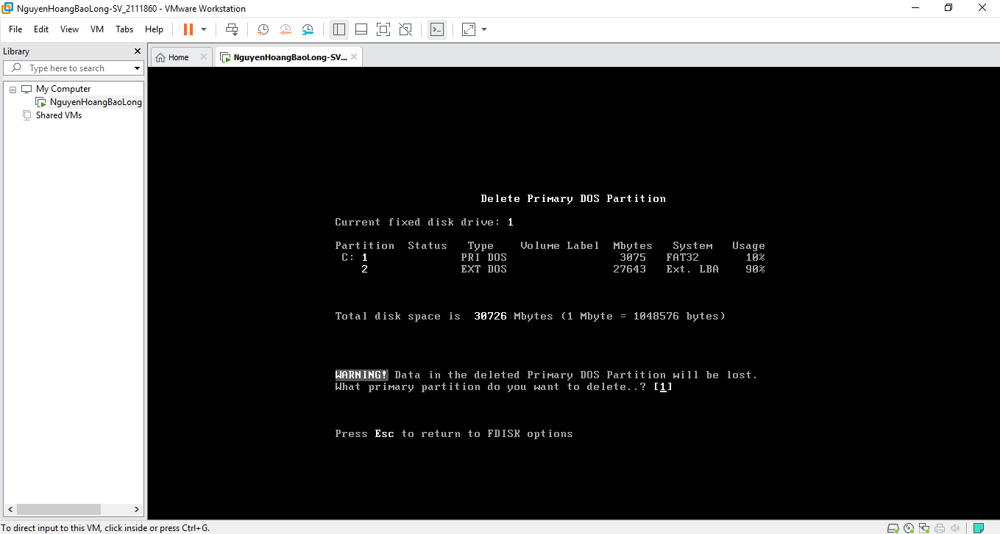 NguyenHoangBaoLong-SV_2111860 - VMware Workstation
File Edit View VM Tabs Help
Library
Home NguyenHoangBaoLong-SV...
Type here to search
My Computer
NguyenHoangBaoLong
Shared VMs
Delete Primary DOS Partition
Current fixed disk drive: 1
Partition Status Type Volume Label Mbytes System Usage
C: 1 PRI DOS 3075 FAT32 10%
2 EXT DOS 27643 Ext. LBA 90%
Total disk space is 30726 Mbytes (1 Mbyte = 1048576 bytes)
WARNING! Data in the deleted Primary DOS Partition will be lost.
What primary partition do you want to delete..? [1]
Press Esc to return to FDISK options
To direct input to this VM, click inside or press Ctrl+G.